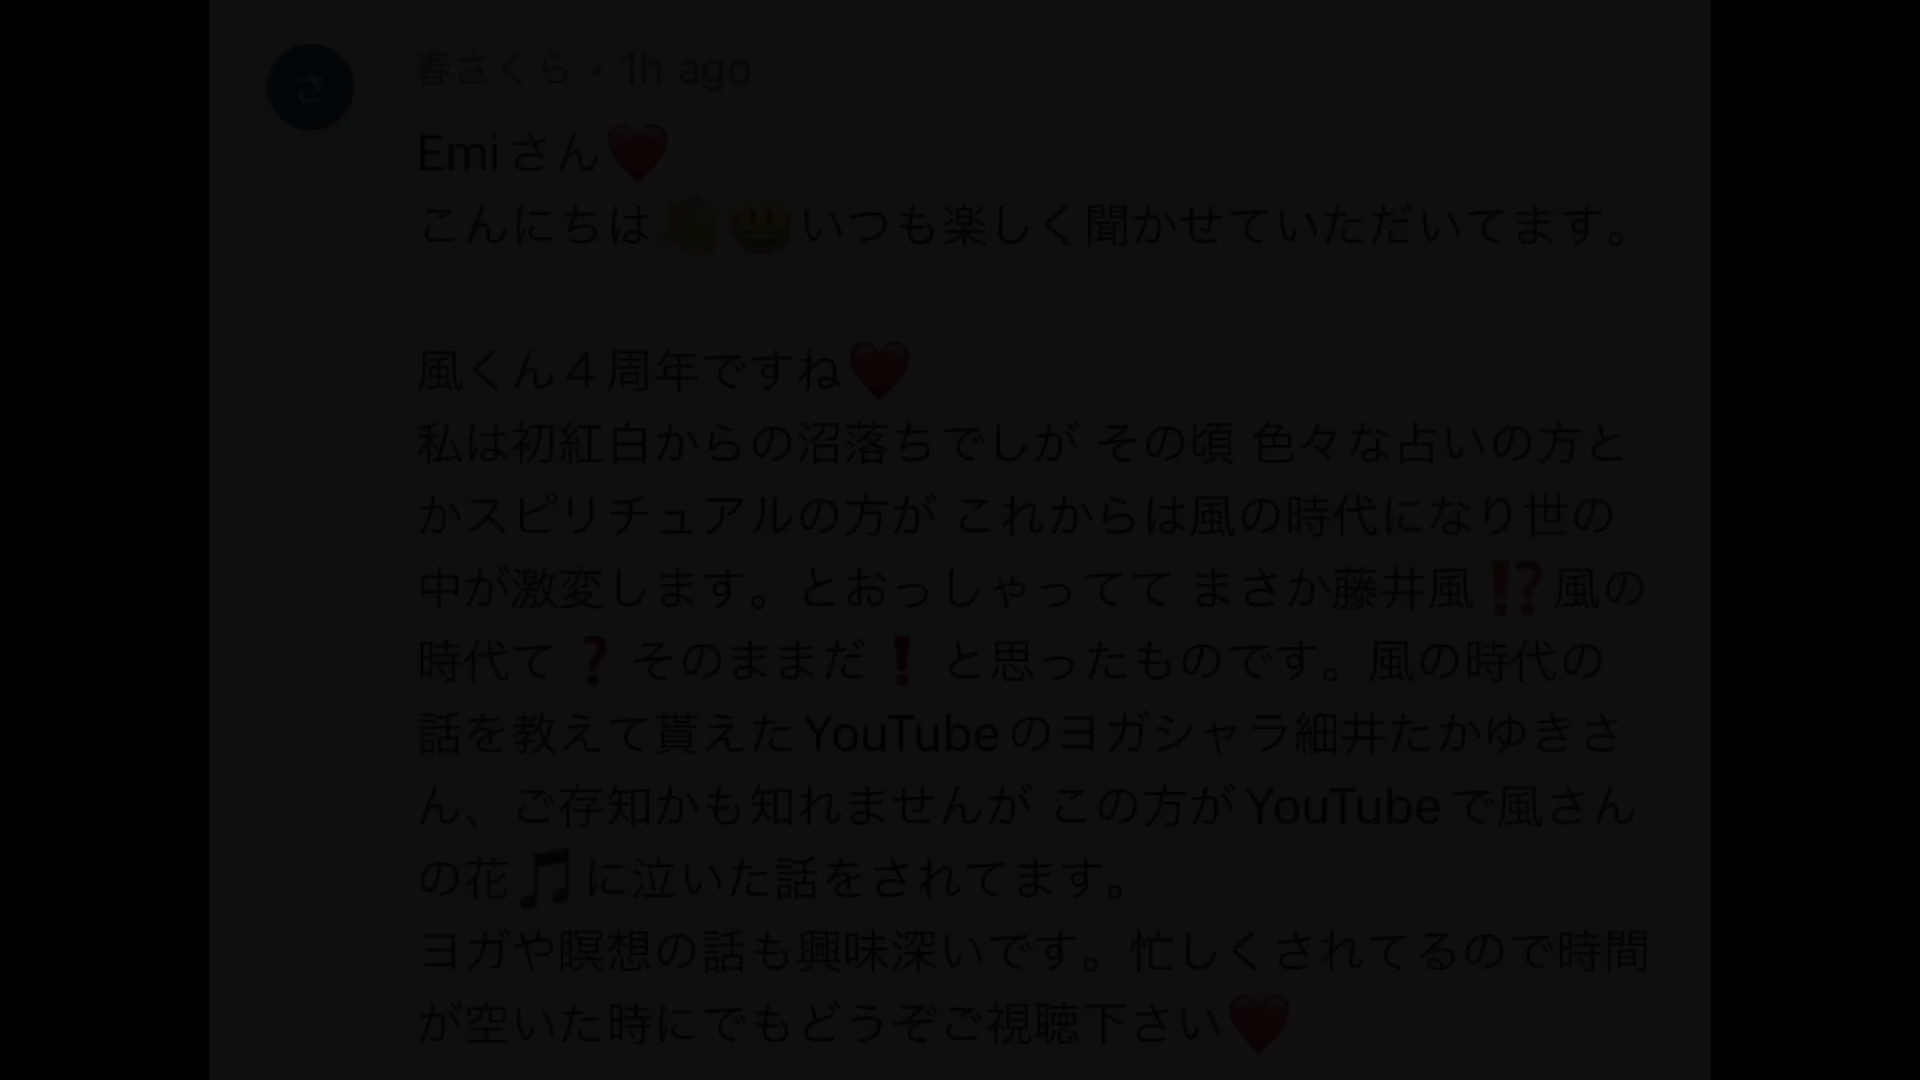 さ
春さくら・1h ago
Emiさん❤️
こんにちは👏😃いつも楽しく聞かせていただいてます。
風くん４周年ですね❤️
私は初紅白からの沼落ちでしが その頃 色々な占いの方と
かスピリチュアルの方が これからは風の時代になり世の
中が激変します。とおっしゃってて まさか藤井風⁉️風の
時代て❓そのままだ❗と思ったものです。風の時代の
話を教えて貰えたYouTubeのヨガシャラ細井たかゆきさ
ん、ご存知かも知れませんが この方がYouTubeで風さん
の花🎵に泣いた話をされてます。
ヨガや瞑想の話も興味深いです。忙しくされてるので時間
が空いた時にでもどうぞご視聴下さい❤️